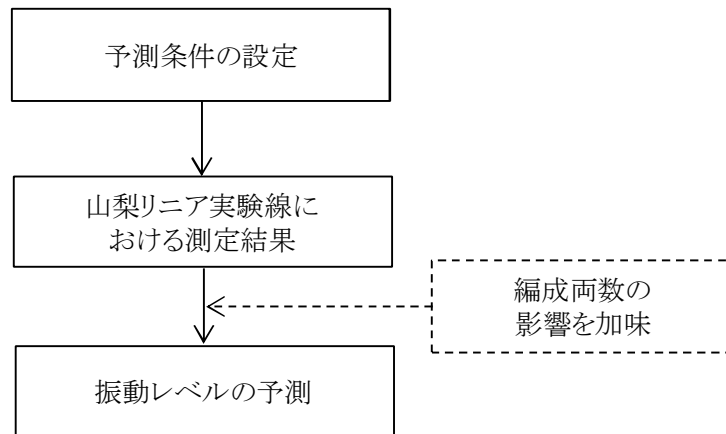 予測条件の設定
山梨リニア実験線に
おける測定結果
編成両数の
影響を加味
振動レベルの予測